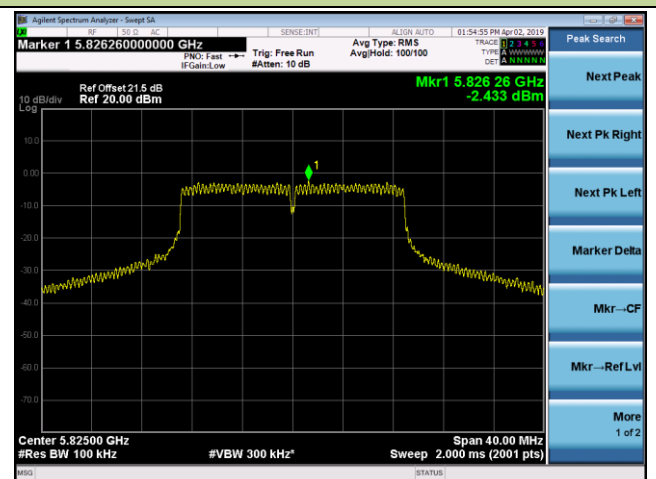 Agilent Spectrum Analyzer - Swept SA
RF 50 Ω AC SENSE:INT ALIGN AUTO 01:54:55 PM Apr 02, 2019
Marker 1 5.826260000000 GHz
PNO: Fast
IFGain:Low
Trig: Free Run
#Atten: 10 dB
Avg Type: RMS
Avg|Hold: 100/100
TRACE 1 2 3 4 5 6
TYPE A WWWWW
DET A N N N N N
Peak Search
Next Peak
Next Pk Right
Next Pk Left
Marker Delta
Mkr→CF
Mkr→Ref Lvl
More
1 of 2
Ref Offset 21.5 dB
Ref 20.00 dBm
Mkr1 5.826 26 GHz
-2.433 dBm
10 dB/div
Log
10.0
0.00
-10.0
-20.0
-30.0
-40.0
-50.0
-60.0
-70.0
1
Center 5.82500 GHz
Span 40.00 MHz
#Res BW 100 kHz
#VBW 300 kHz*
Sweep 2.000 ms (2001 pts)
MSG
STATUS